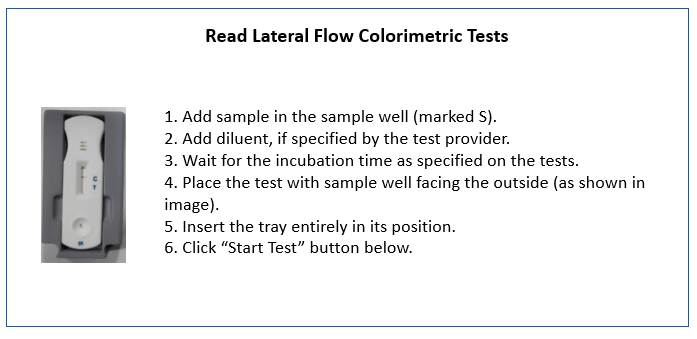 Read Lateral Flow Colorimetric Tests
1. Add sample in the sample well (marked S).
2. Add diluent, if specified by the test provider.
3. Wait for the incubation time as specified on the tests.
4. Place the test with sample well facing the outside (as shown in
image).
5. Insert the tray entirely in its position.
6. Click “Start Test” button below.
C
T
S